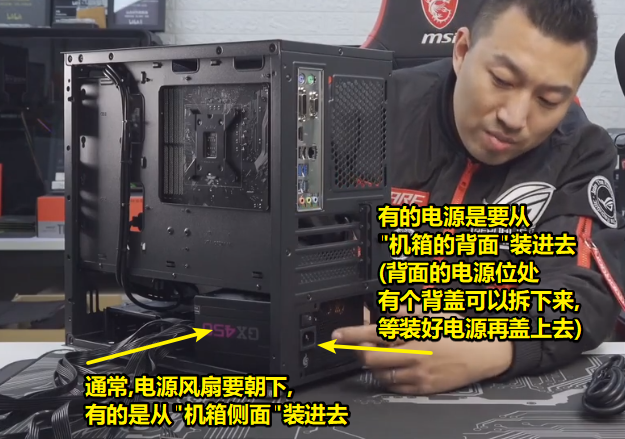 msi
有的电源是要从
"机箱的背面"装进去
(背面的电源位处
有个背盖可以拆下来,
等装好电源再盖上去)
GX45
通常,电源风扇要朝下,
有的是从"机箱侧面"装进去